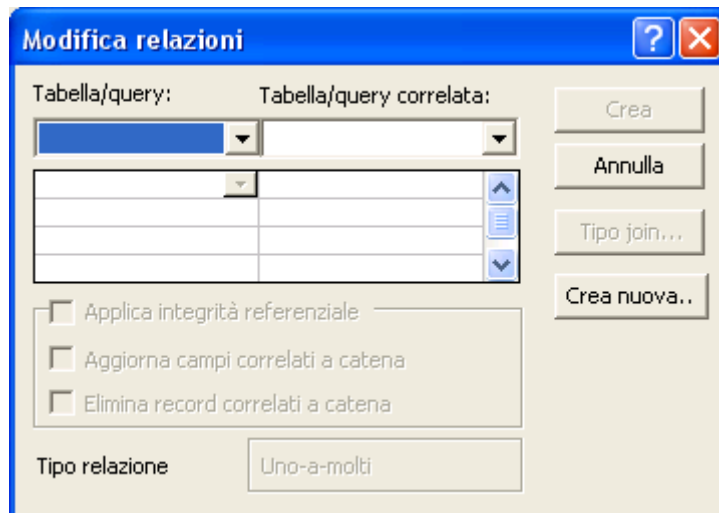 Modifica relazioni
Tabella/query:
Tabella/query correlata:
Crea
Annulla
Tipo join...
Crea nuova..
Applica integrità referenziale
Aggiorna campi correlati a catena
Elimina record correlati a catena
Tipo relazione
Uno-a-molti